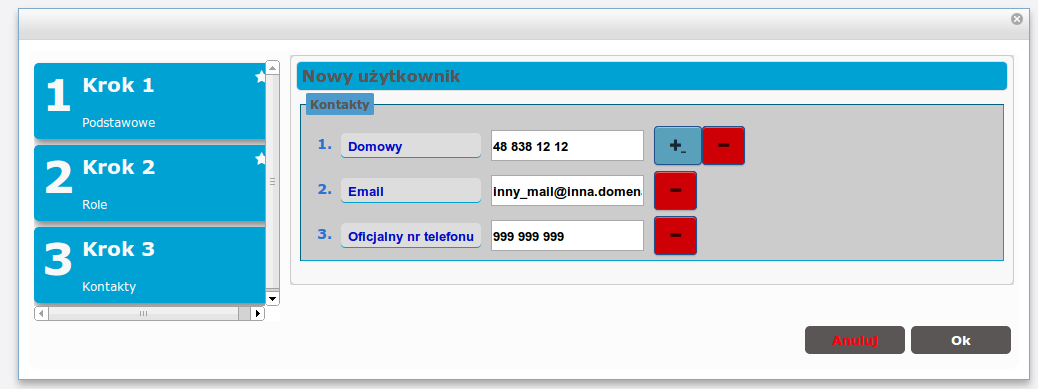 1
Krok 1
Podstawowe
2
Krok 2
Role
3
Krok 3
Kontakty
Nowy użytkownik
Kontakty
1. Domowy 48 838 12 12
2. Email inny_mail@inna.domen
3. Oficjalny nr telefonu 999 999 999
Anuluj Ok